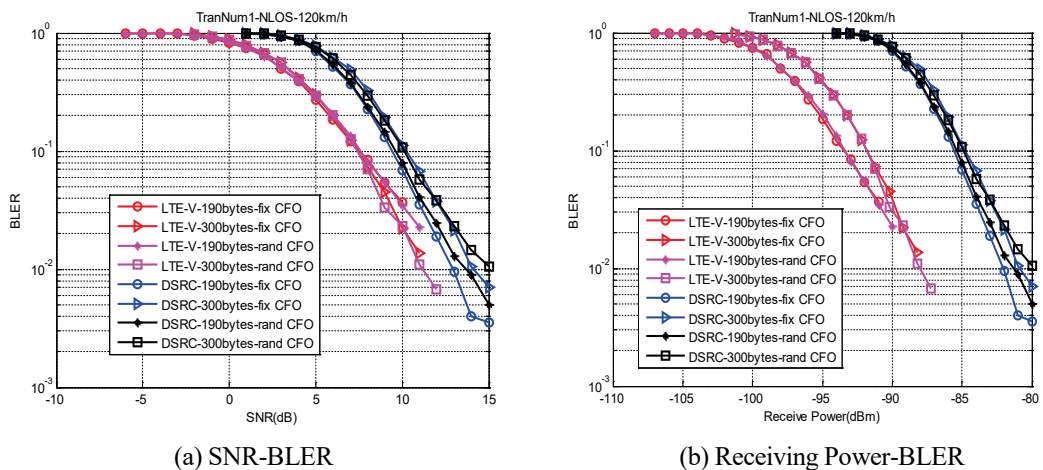 TranNum1-NLOS-120km/h
10^0
10^-1
10^-2
10^-3
BLER
LTE-V-190bytes-fix CFO
LTE-V-300bytes-fix CFO
LTE-V-190bytes-rand CFO
LTE-V-300bytes-rand CFO
DSRC-190bytes-fix CFO
DSRC-300bytes-fix CFO
DSRC-190bytes-rand CFO
DSRC-300bytes-rand CFO
-5 0 5 10 15
SNR(dB)
(a) SNR-BLER
TranNum1-NLOS-120km/h
10^0
10^-1
10^-2
10^-3
BLER
LTE-V-190bytes-fix CFO
LTE-V-300bytes-fix CFO
LTE-V-190bytes-rand CFO
LTE-V-300bytes-rand CFO
DSRC-190bytes-fix CFO
DSRC-300bytes-fix CFO
DSRC-190bytes-rand CFO
DSRC-300bytes-rand CFO
-110 -105 -100 -95 -90 -85 -80
Receive Power(dBm)
(b) Receiving Power-BLER